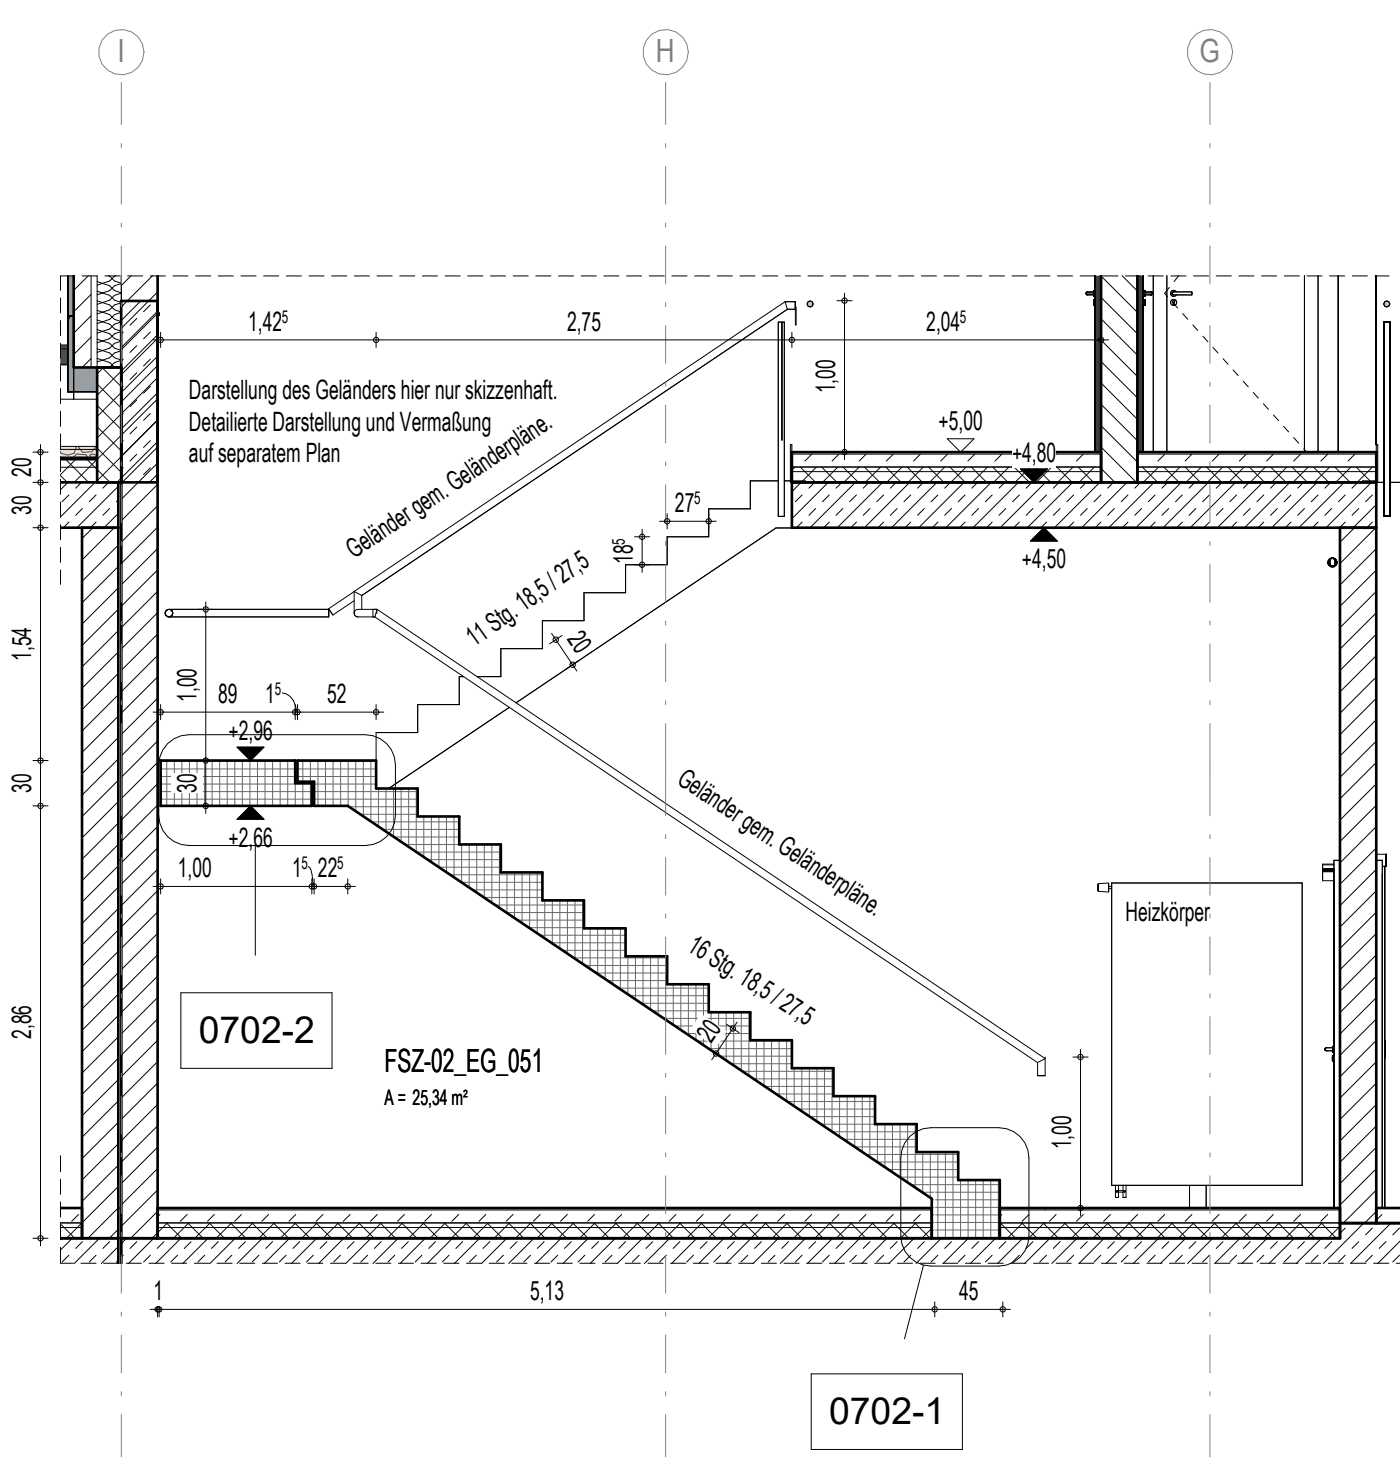 I
H
G
1,42⁵
2,75
2,04⁵
1,00
Darstellung des Geländers hier nur skizzenhaft.
Detailierte Darstellung und Vermaßung
auf separatem Plan
Geländer gem. Geländerpläne.
+5,00
+4,80
20
30
27⁵
18⁵
+4,50
11 Stg. 18,5 / 27,5
20
1,54
1,00
89
1⁵
52
+2,96
30
30
+2,66
1,00
1⁵
22⁵
Geländer gem. Geländerpläne.
Heizkörper
16 Stg. 18,5 / 27,5
20
2,86
0702-2
FSZ-02_EG_051
A = 25,34 m²
1,00
1
5,13
45
0702-1